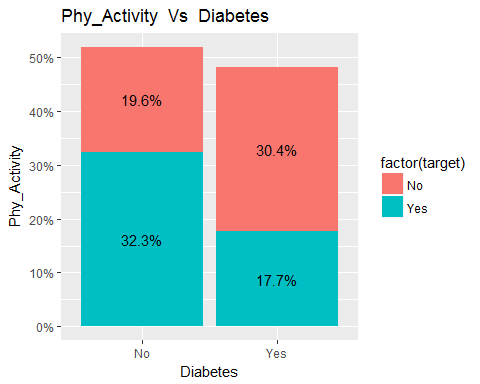 Phy_Activity Vs Diabetes
50%
40%
30%
20%
10%
0%
Phy_Activity
19.6%
30.4%
32.3%
17.7%
No
Yes
Diabetes
factor(target)
No
Yes